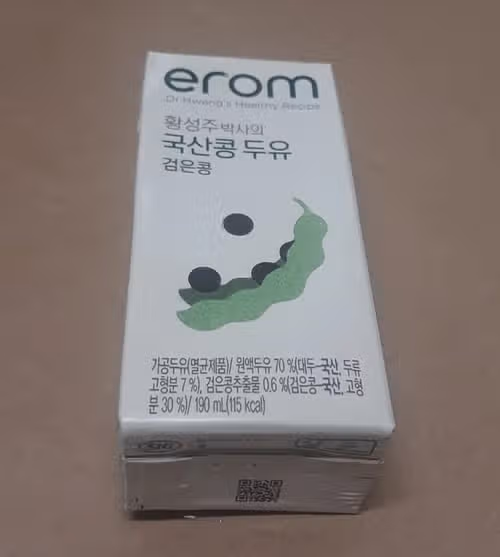 erom
Dr Hwang's Healthy Recipe
황성주 박사의
국산콩 두유
검은콩
가공두유(멸균제품)/ 원액두유 70 %(대두-국산, 두류
고형분 7 %), 검은콩추출물 0.6 %(검은콩-국산, 고형
분 30 %)/ 190 mL(115 kcal)